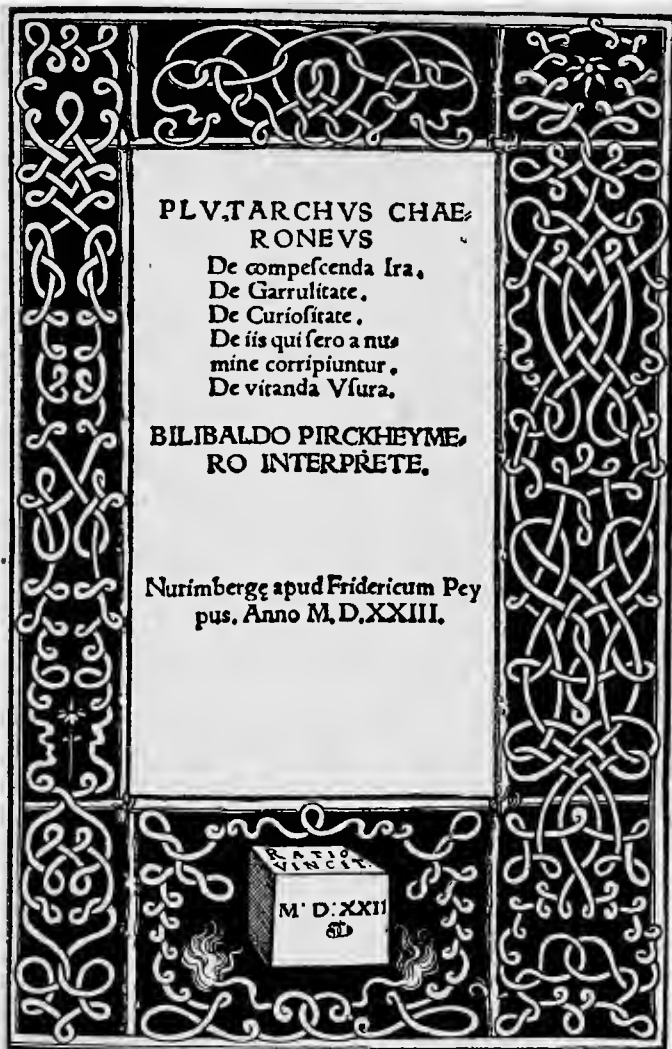 PLV.TARCHVS CHAE⸗
RONEVS
De compeſcenda Ira.
De Garrulitate.
De Curioſitate.
De iis qui ſero a nu⸗
mine corripiuntur.
De vitanda Vſura.
BILIBALDO PIRCKHEYME⸗
RO INTERPRETE.
Nurimbergę apud Fridericum Pey
pus. Anno M.D.XXIII.
RATIO
VINCIT.
M·D:XXII